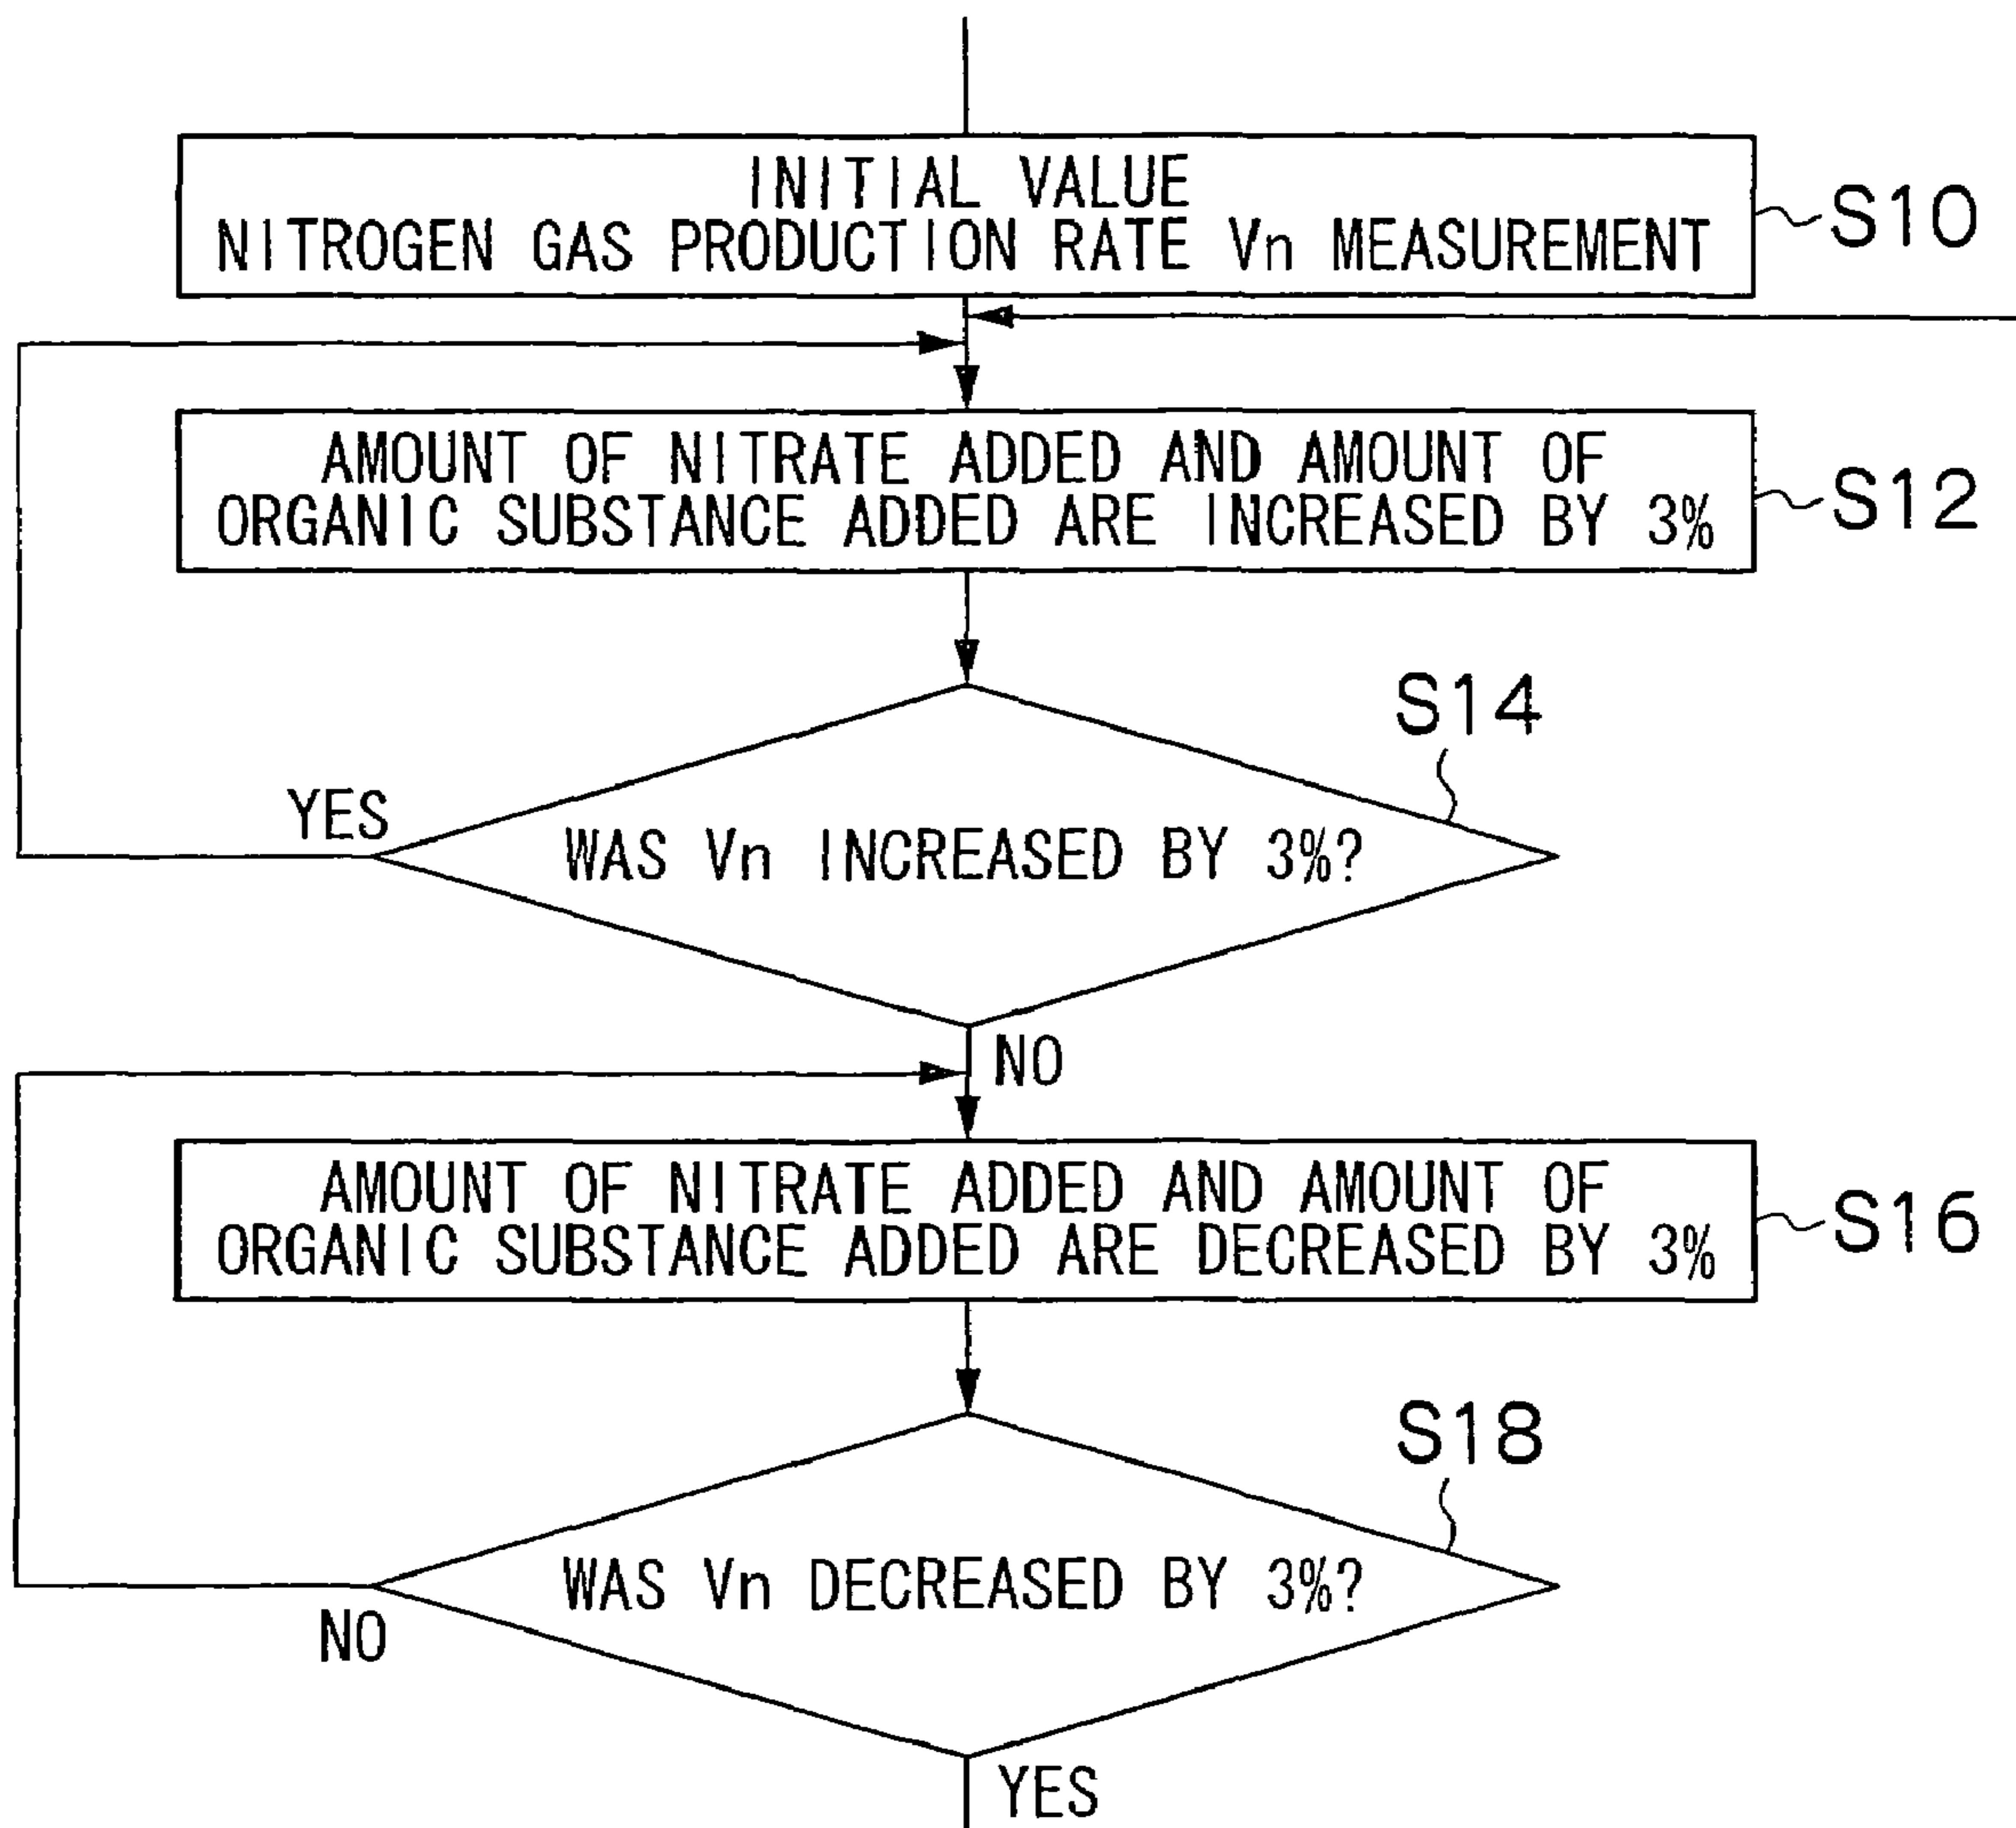 INITIAL VALUE
NITROGEN GAS PRODUCTION RATE Vn MEASUREMENT
S10
AMOUNT OF NITRATE ADDED AND AMOUNT OF
ORGANIC SUBSTANCE ADDED ARE INCREASED BY 3%
S12
S14
YES
WAS Vn INCREASED BY 3%?
NO
AMOUNT OF NITRATE ADDED AND AMOUNT OF
ORGANIC SUBSTANCE ADDED ARE DECREASED BY 3%
S16
S18
WAS Vn DECREASED BY 3%?
NO
YES